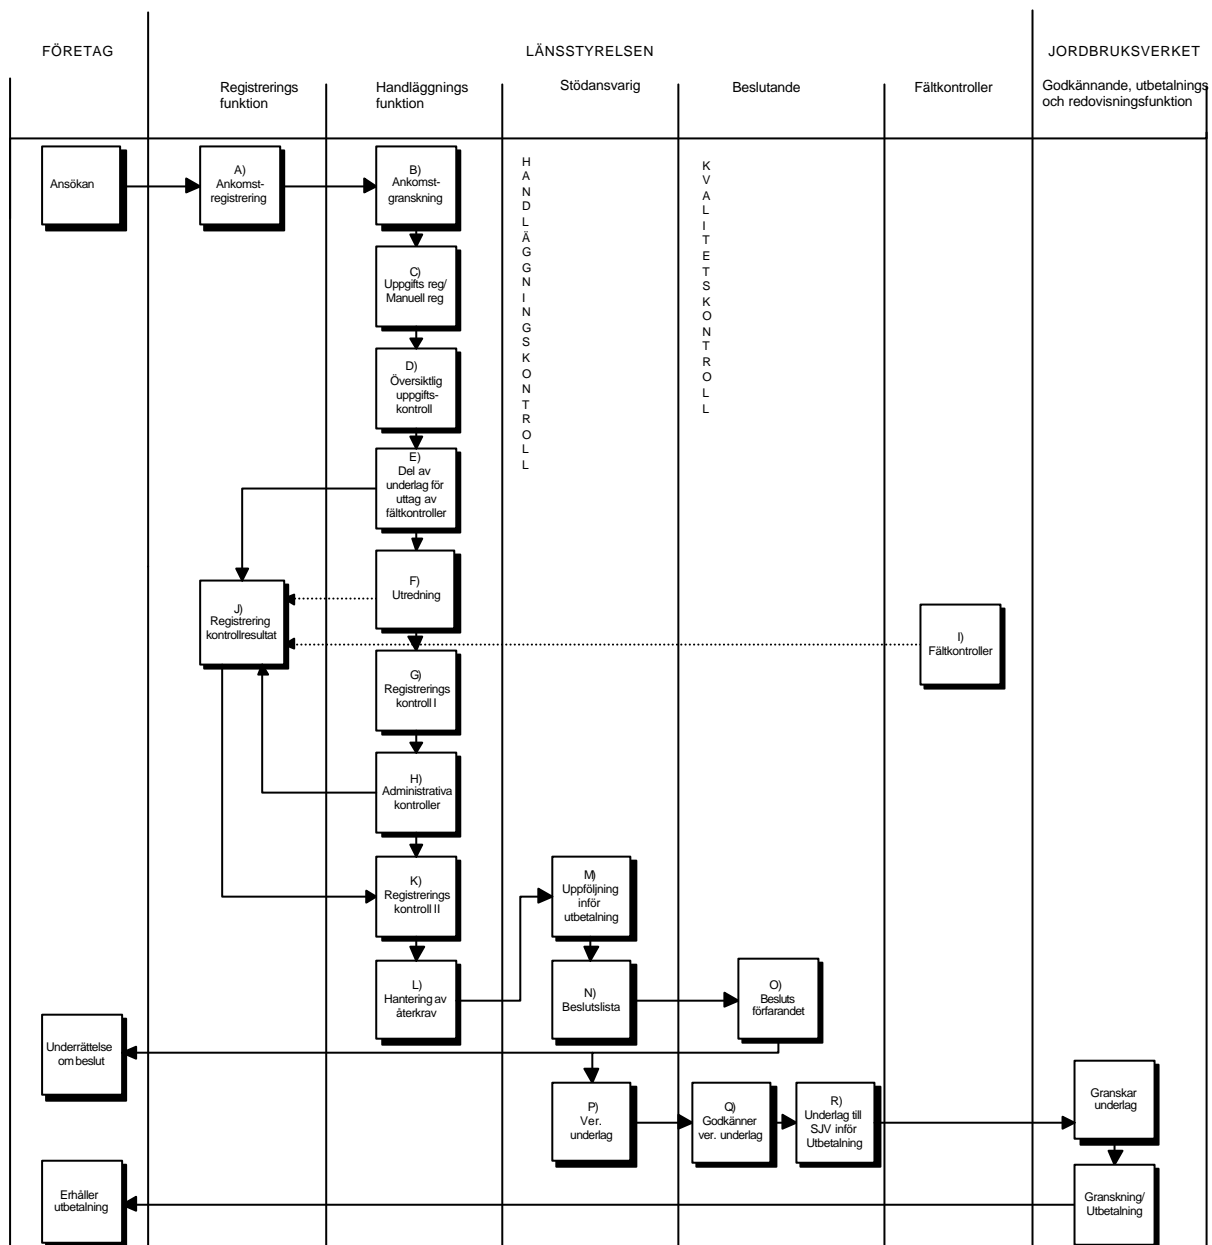 FÖRETAG
LÄNSSTYRELSEN
JORDBRUKSVERKET
Registrerings
funktion
Handläggnings
funktion
Stödansvarig
Beslutande
Fältkontroller
Godkännande, utbetalnings
och redovisningsfunktion
Ansökan
A)
Ankomst-
registrering
B)
Ankomst-
granskning
HANDLÄGGNINGSKONTROLL
KVALITETSKONTROLL
C)
Uppgifts reg/
Manuell reg
D)
Översiktlig
uppgifts-
kontroll
E)
Del av
underlag för
uttag av
fältkontroller
F)
Utredning
J)
Registrering
kontrollresultat
I)
Fältkontroller
G)
Registrerings
kontroll I
H)
Administrativa
kontroller
K)
Registrerings
kontroll II
M)
Uppföljning
inför
utbetalning
L)
Hantering av
återkrav
N)
Beslutslista
O)
Besluts
förfarandet
Underrättelse
om beslut
P)
Ver.
underlag
Q)
Godkänner
ver. underlag
R)
Underlag till
SJV inför
Utbetalning
Granskar
underlag
Erhåller
utbetalning
Granskning/
Utbetalning